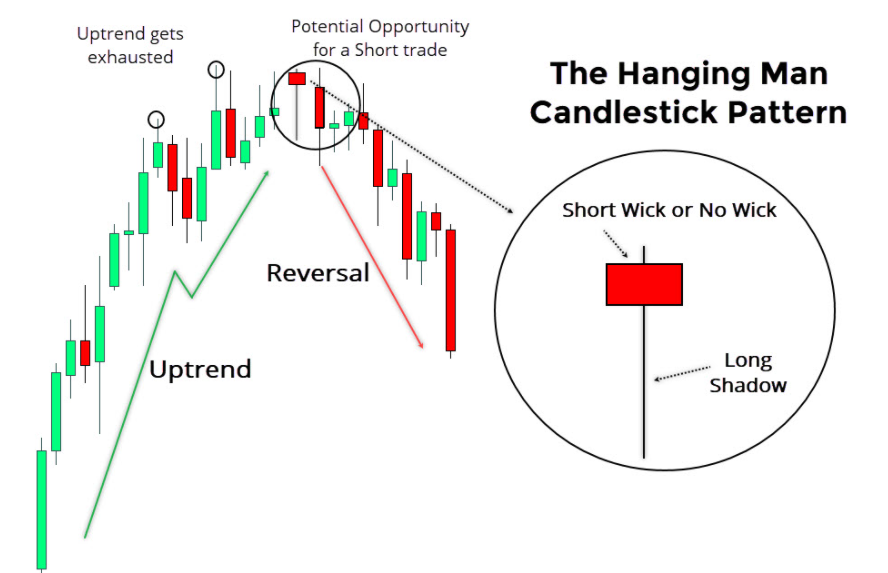 Uptrend gets
exhausted
Potential Opportunity
for a Short trade
The Hanging Man
Candlestick Pattern
Short Wick or No Wick
Reversal
Long
Shadow
Uptrend